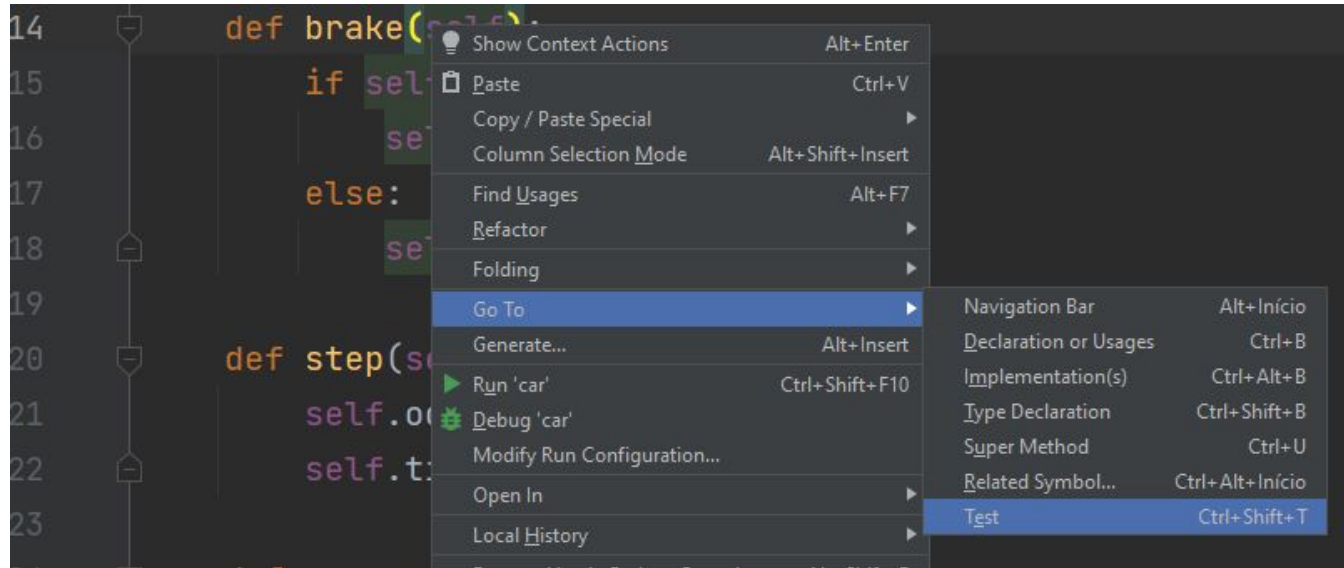 14 def brake(self):
Show Context Actions Alt+Enter
15 if self
Paste Ctrl+V
Copy / Paste Special
16
Column Selection Mode Alt+Shift+Insert
17 else:
Find Usages Alt+F7
Refactor
18
Folding
19
Go To
Navigation Bar Alt+Início
Generate... Alt+Insert
Declaration or Usages Ctrl+B
20 def step(
Run 'car' Ctrl+Shift+F10
Implementation(s) Ctrl+Alt+B
21 self.
Debug 'car'
Type Declaration Ctrl+Shift+B
Modify Run Configuration...
Super Method Ctrl+U
22 self.
Related Symbol... Ctrl+Alt+Início
Open In
Test Ctrl+Shift+T
23
Local History